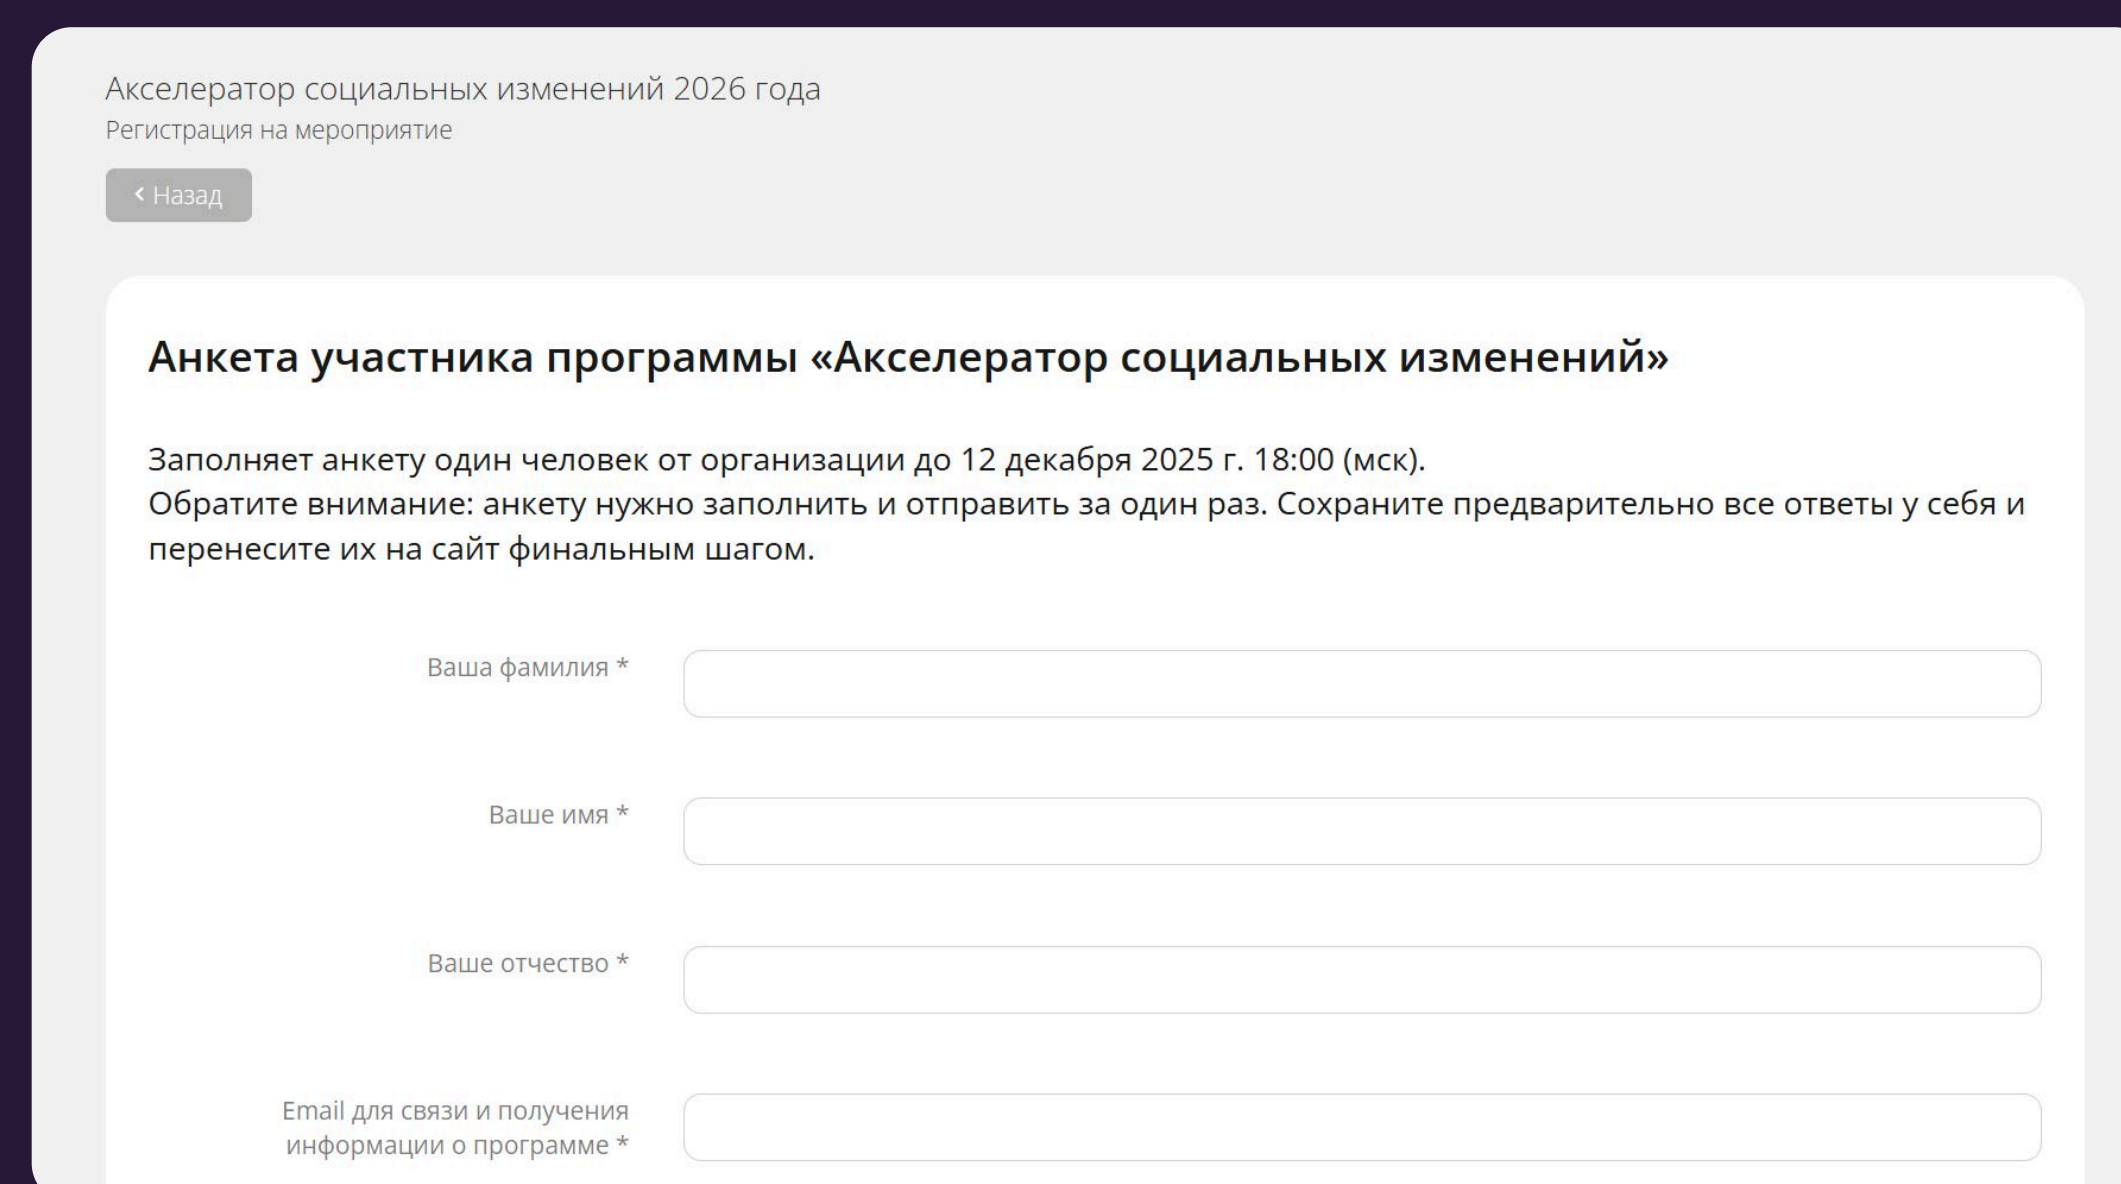 Акселератор социальных изменений 2026 года
Регистрация на мероприятие
Назад
Анкета участника программы «Акселератор социальных изменений»
Заполняет анкету один человек от организации до 12 декабря 2025 г. 18:00 (мск).
Обратите внимание: анкету нужно заполнить и отправить за один раз. Сохраните предварительно все ответы у себя и
перенесите их на сайт финальным шагом.
Ваша фамилия *
Ваше имя *
Ваше отчество *
Email для связи и получения
информации о программе *